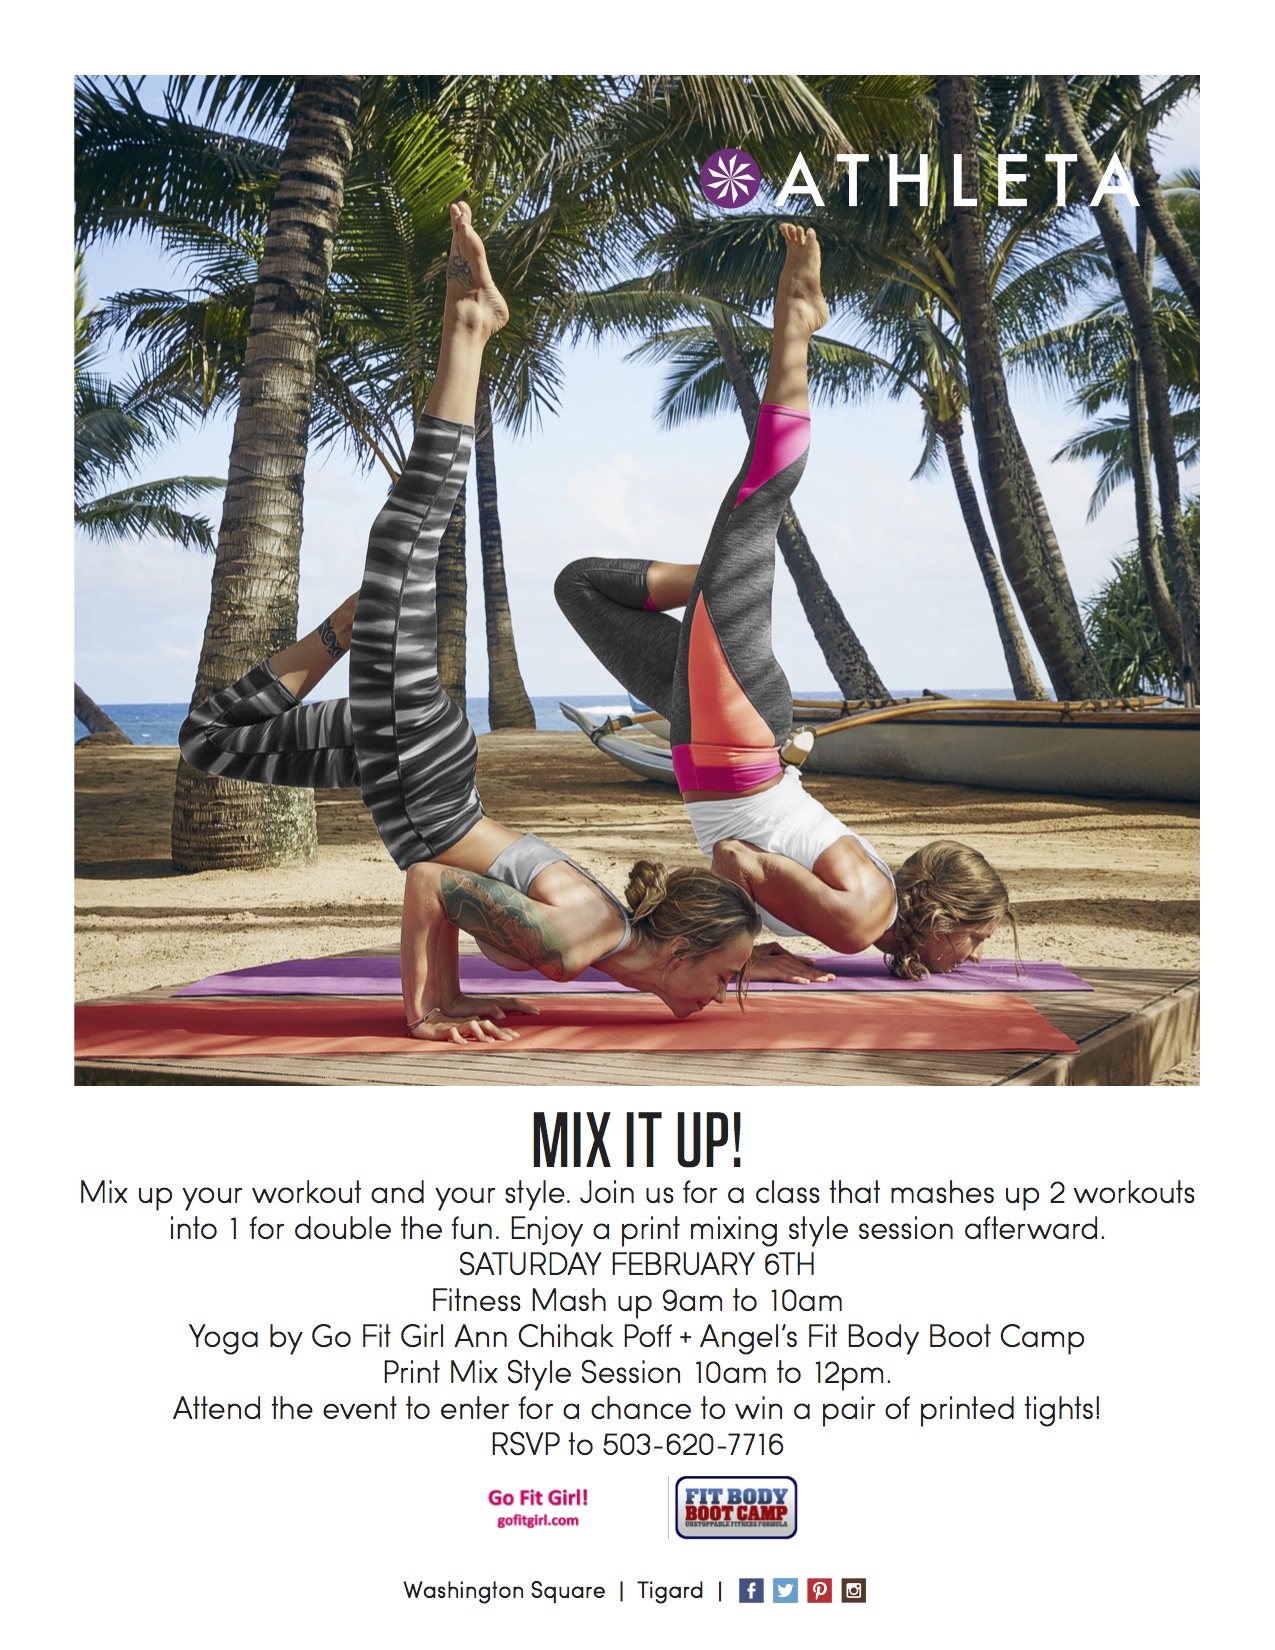 ATHLETA
MIX IT UP!
Mix up your workout and your style. Join us for a class that mashes up 2 workouts
into 1 for double the fun. Enjoy a print mixing style session afterward.
SATURDAY FEBRUARY 6TH
Fitness Mash up 9am to 10am
Yoga by Go Fit Girl Ann Chihak Poff + Angel's Fit Body Boot Camp
Print Mix Style Session 10am to 12pm.
Attend the event to enter for a chance to win a pair of printed tights!
RSVP to 503-620-7716
Go Fit Girl!
gofitgirl.com
FIT BODY
BOOT CAMP
UNSTOPPABLE FITNESS FORMULA
Washington Square | Tigard |